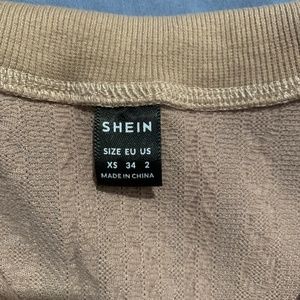 SHEIN
SIZE EU US
XS 34 2
MADE IN CHINA